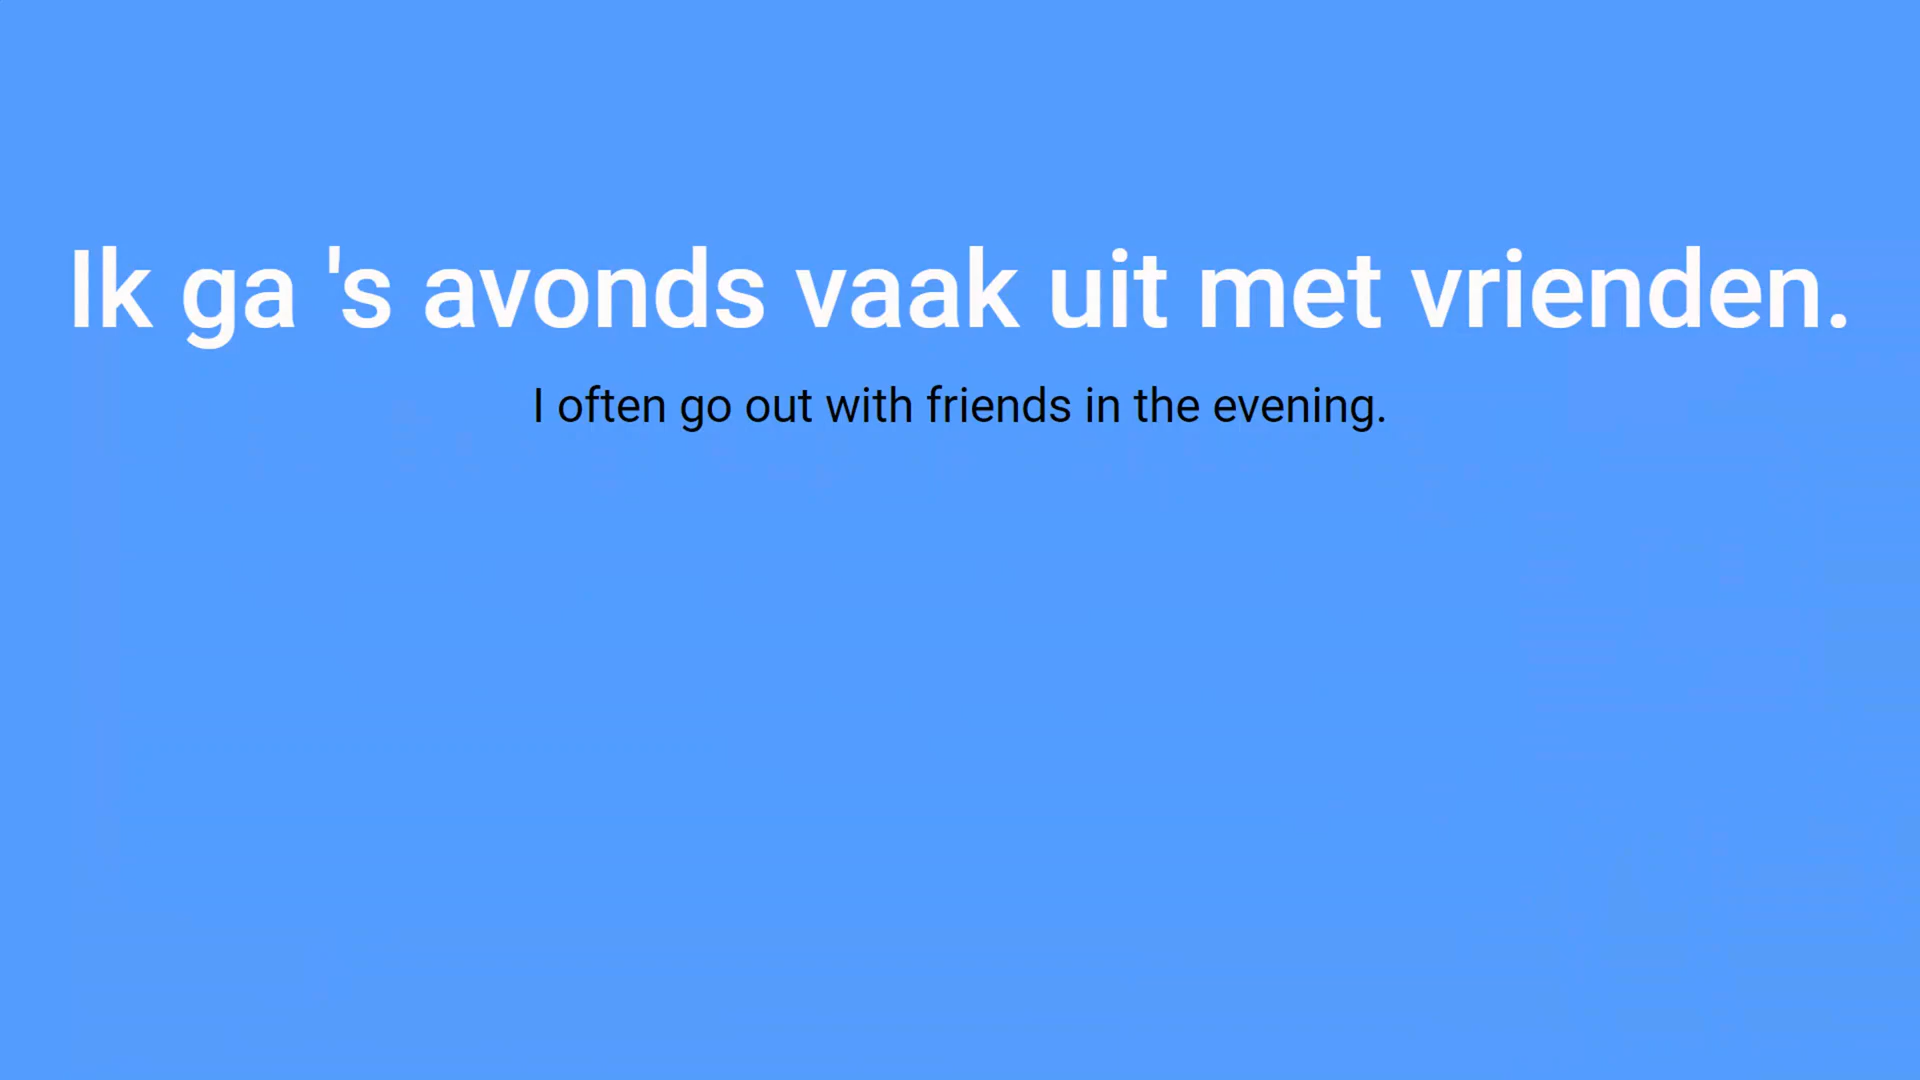 Ik ga 's avonds vaak uit met vrienden.
I often go out with friends in the evening.